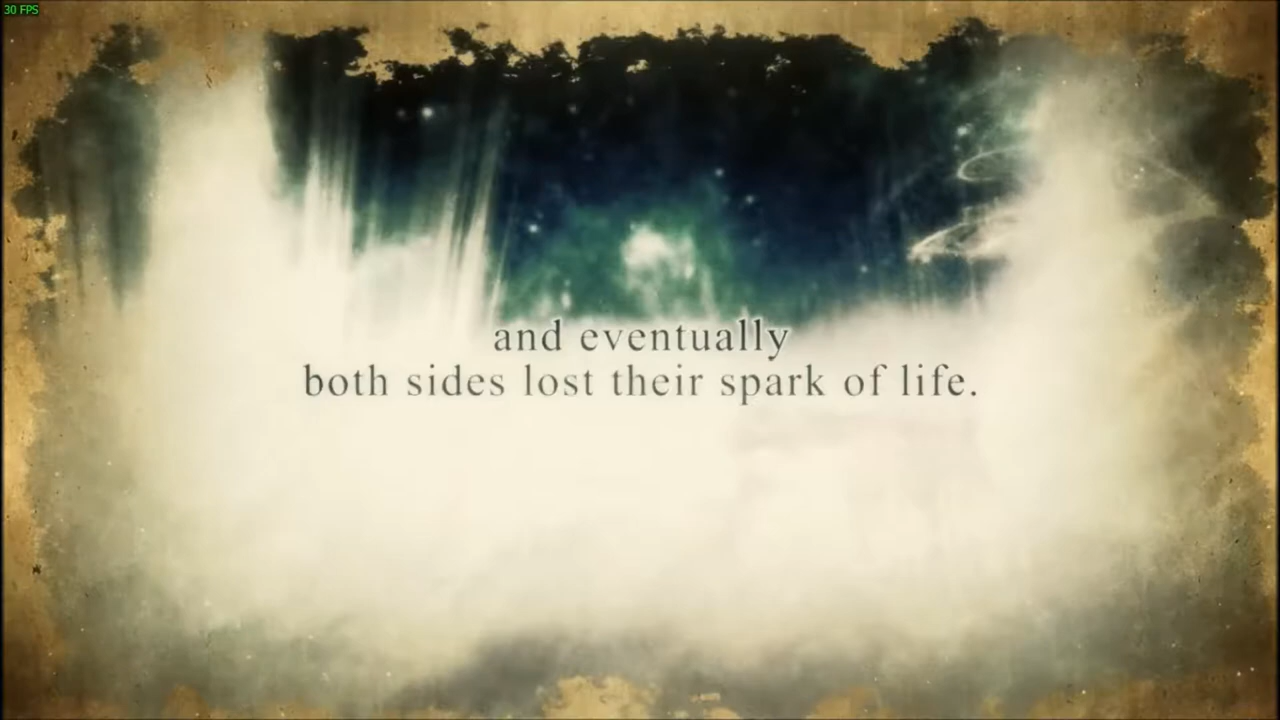 30 FPS
and eventually
both sides lost their spark of life.